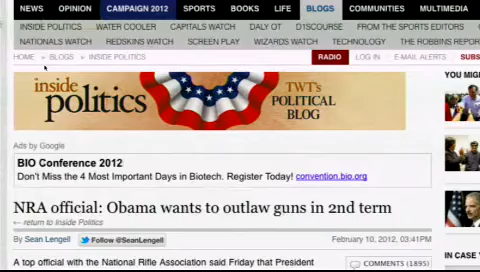 NEWS OPINION CAMPAIGN 2012 SPORTS BOOKS LIFE BLOGS COMMUNITIES MULTIMEDIA
INSIDE POLITICS WATER COOLER CAPITALS WATCH DALY OT D1SCOURSE FROM THE SPORTS EDITORS
NATIONALS WATCH REDSKINS WATCH SCREEN PLAY WIZARDS WATCH TECHNOLOGY THE ROBBINS REPOR
HOME » BLOGS » INSIDE POLITICS RADIO LOG IN E-MAIL ALERTS SUBS
YOU MIG
inside
politics
TWT's
POLITICAL
BLOG
Ads by Google
BIO Conference 2012
Don't Miss the 4 Most Important Days in Biotech. Register Today! convention.bio.org
NRA official: Obama wants to outlaw guns in 2nd term
← return to Inside Politics
By Sean Lengell Follow @SeanLengell February 10, 2012, 03:41PM
A top official with the National Rifle Association said Friday that President
COMMENTS (1895)
IN CASE